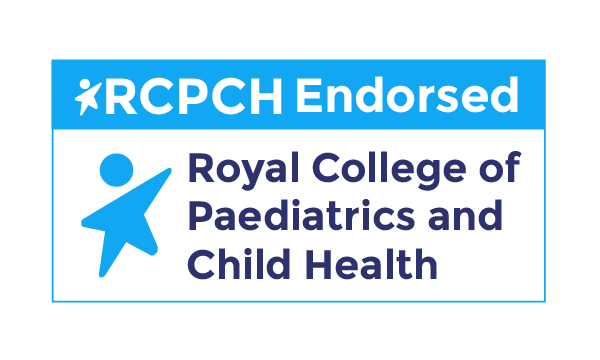 RCPCH Endorsed
Royal College of
Paediatrics and
Child Health